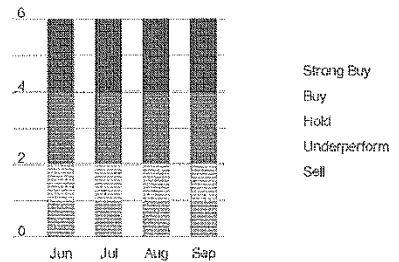 6
4
2
0
Jun Jul Aug Sep
Strong Buy
Buy
Hold
Underperform
Sell